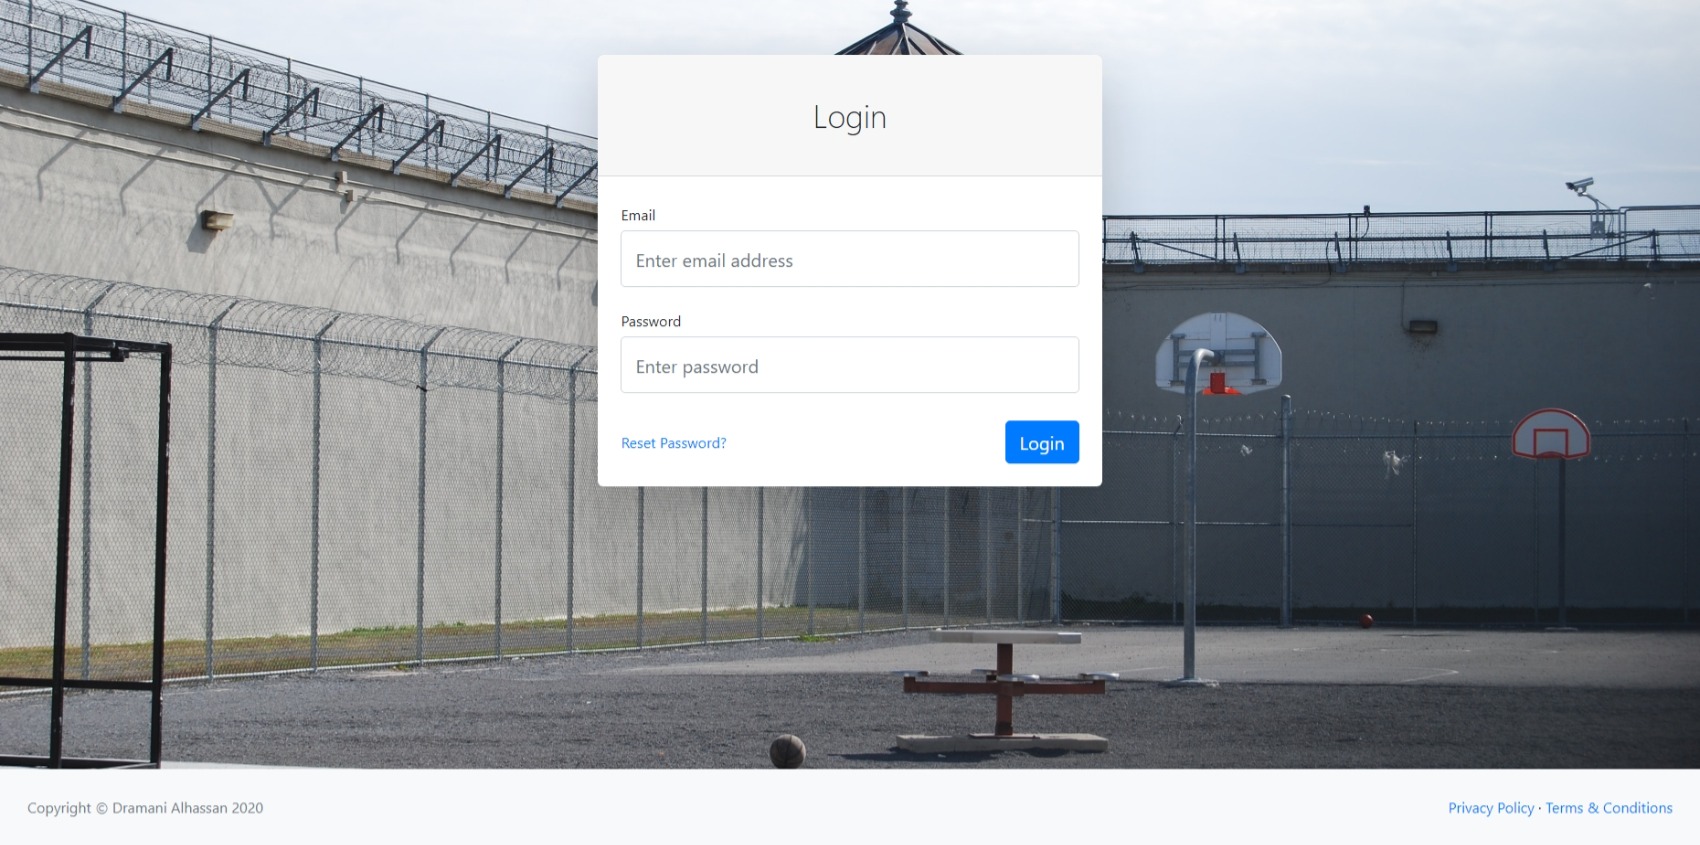 Login
Email
Enter email address
Password
Enter password
Reset Password?
Login
Copyright © Dramani Alhassan 2020
Privacy Policy · Terms & Conditions